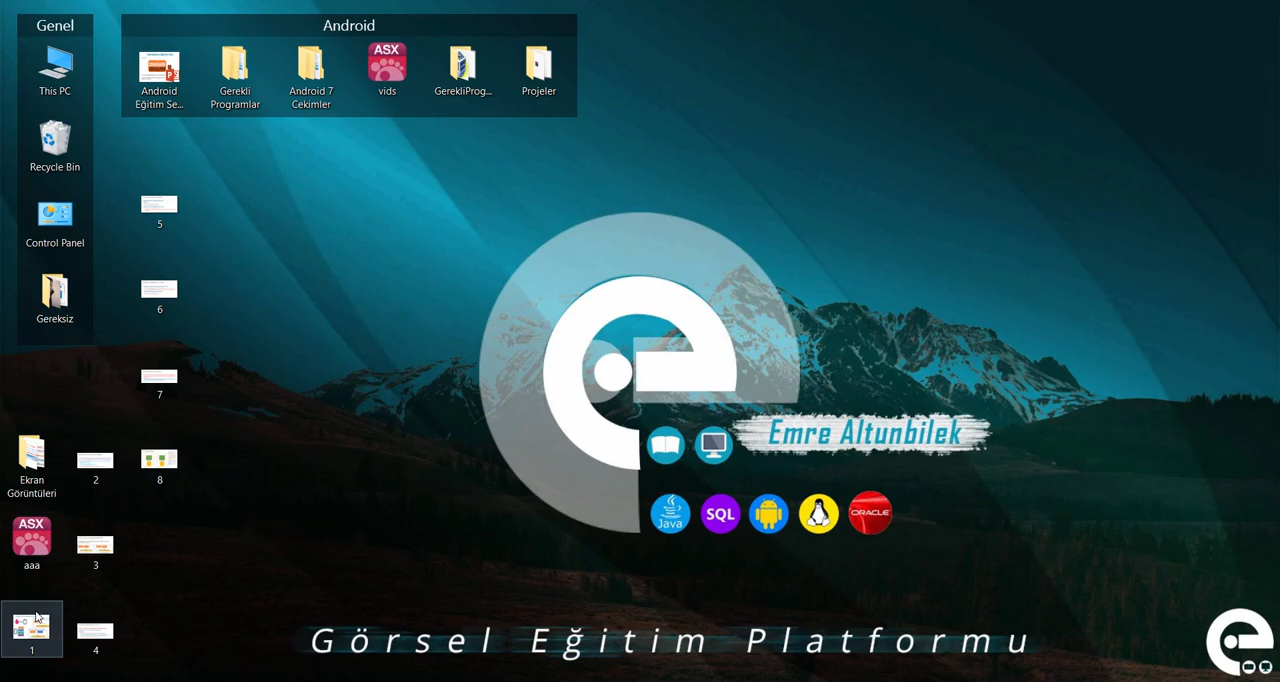 Genel
This PC
Recycle Bin
Control Panel
Gereksiz
Android
Android
Eğitim Se...
Gerekli
Programlar
Android 7
Cekimler
ASX
vids
GerekliProg...
Projeler
5
6
7
8
Ekran
Görüntüleri
2
ASX
aaa
3
1
4
Emre Altunbilek
Java
SQL
ORACLE
Görsel Eğitim Platformu